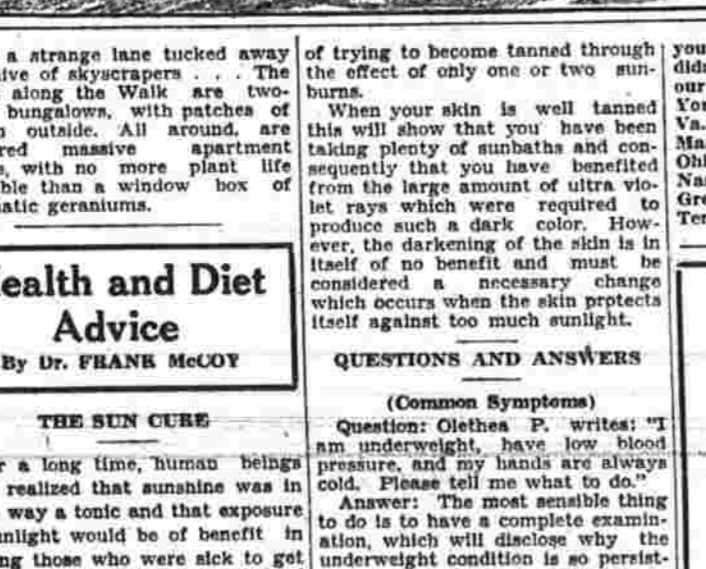 a strange lane tucked away
ive of skyscrapers . . . The
along the Walk are two-
bungalows, with patches of
outside. All around, are
red massive apartment
s, with no more plant life
ble than a window box of
atic geraniums.
ealth and Diet
Advice
By Dr. FRANK McCOY
THE SUN CURE
r a long time, human beings
realized that sunshine was in
way a tonic and that exposure
unlight would be of benefit in
ng those who were sick to get
of trying to become tanned through
the effect of only one or two sun-
burns.
When your skin is well tanned
this will show that you have been
taking plenty of sunbaths and con-
sequently that you have benefited
from the large amount of ultra vio-
let rays which were required to
produce such a dark color. How-
ever, the darkening of the skin is in
itself of no benefit and must be
considered a necessary change
which occurs when the skin protects
itself against too much sunlight.
QUESTIONS AND ANSWERS
(Common Symptoms)
Question: Olethea P. writes: "I
am underweight, have low blood
pressure, and my hands are always
cold. Please tell me what to do."
Answer: The most sensible thing
to do is to have a complete examin-
ation, which will disclose why the
underweight condition is so persist-
you
did
our
Yo
Va.
Ma
Ohi
Na
Gre
Ter